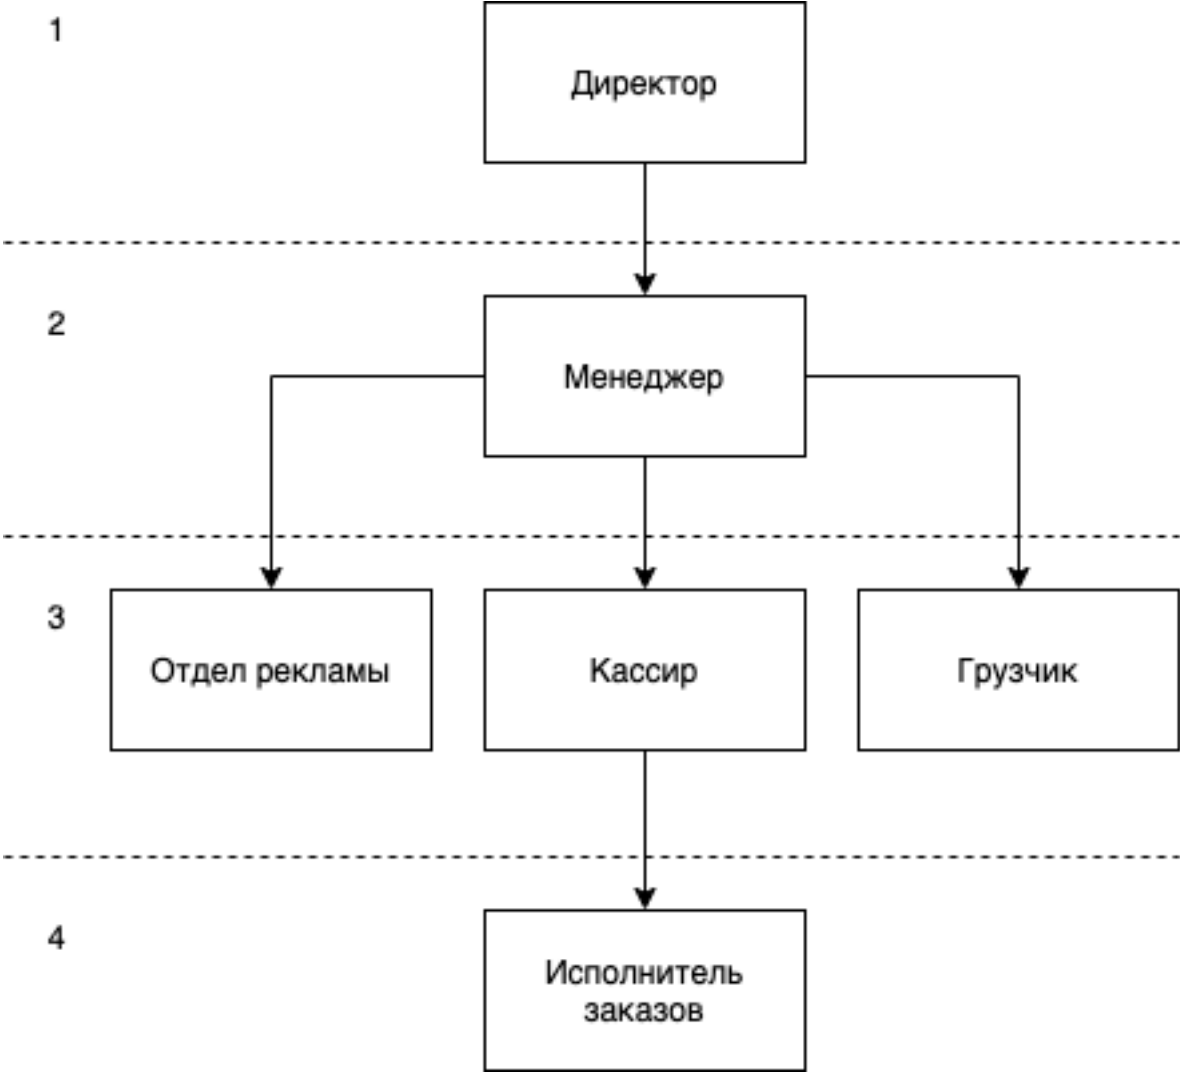 1
Директор
2
Менеджер
3
Отдел рекламы
Кассир
Грузчик
4
Исполнитель
заказов